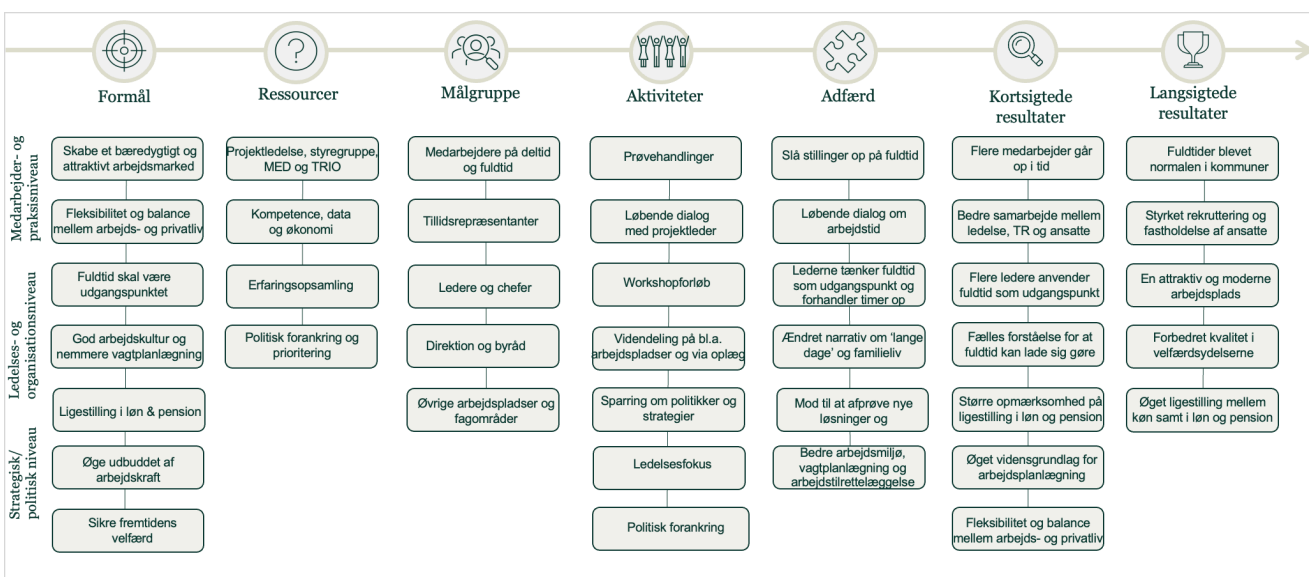 Formål
Ressourcer
Målgruppe
Aktiviteter
Adfærd
Kortsigtede
resultater
Langsigtede
resultater
Medarbejder- og
praksisniveau
Ledelses- og
organisationsniveau
Strategisk/
politisk niveau
Skabe et bæredygtigt og
attraktivt arbejdsmarked
Fleksibilitet og balance
mellem arbejds- og privatliv
Fuldtid skal være
udgangspunktet
God arbejdskultur og
nemmere vagtplanlægning
Ligestilling i løn & pension
Øge udbuddet af
arbejdskraft
Sikre fremtidens
velfærd
Projektledelse, styregruppe,
MED og TRIO
Kompetence, data
og økonomi
Erfaringsopsamling
Politisk forankring og
prioritering
Medarbejdere på deltid
og fuldtid
Tillidsrepræsentanter
Ledere og chefer
Direktion og byråd
Øvrige arbejdspladser og
fagområder
Prøvehandlinger
Løbende dialog
med projektleder
Workshopforløb
Videndeling på bl.a.
arbejdspladser og via oplæg
Sparring om politikker og
strategier
Ledelsesfokus
Politisk forankring
Slå stillinger op på fuldtid
Løbende dialog om
arbejdstid
Lederne tænker fuldtid
som udgangspunkt og
forhandler timer op
Ændret narrativ om ‘lange
dage’ og familieliv
Mod til at afprøve nye
løsninger og
Bedre arbejdsmiljø,
vagtplanlægning og
arbejdstilrettelæggelse
Flere medarbejder går
op i tid
Bedre samarbejde mellem
ledelse, TR og ansatte
Flere ledere anvender
fuldtid som udgangspunkt
Fælles forståelse for at
fuldtid kan lade sig gøre
Større opmærksomhed på
ligestilling i løn og pension
Øget vidensgrundlag for
arbejdsplanlægning
Fleksibilitet og balance
mellem arbejds- og privatliv
Fuldtider blevet
normalen i kommuner
Styrket rekruttering og
fastholdelse af ansatte
En attraktiv og moderne
arbejdsplads
Forbedret kvalitet i
velfærdsydelserne
Øget ligestilling mellem
køn samt i løn og pension